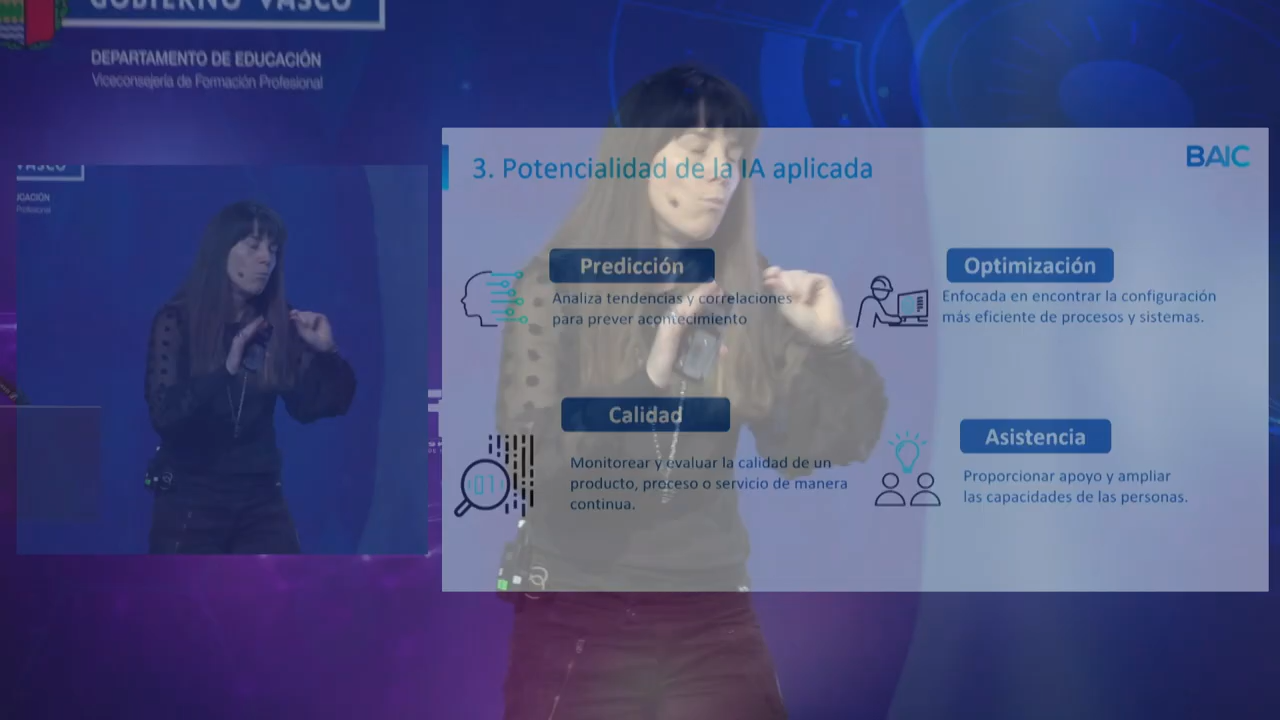 GOBIERNO VASCO
DEPARTAMENTO DE EDUCACIÓN
Viceconsejería de Formación Profesional
VASCO
Profesional
3. Potencialidad de la IA aplicada
BAIC
Predicción
Analiza tendencias y correlaciones
para prever acontecimiento
Optimización
Enfocada en encontrar la configuración
más eficiente de procesos y sistemas.
Calidad
Monitorear y evaluar la calidad de un
producto, proceso o servicio de manera
continua.
Asistencia
Proporcionar apoyo y ampliar
las capacidades de las personas.